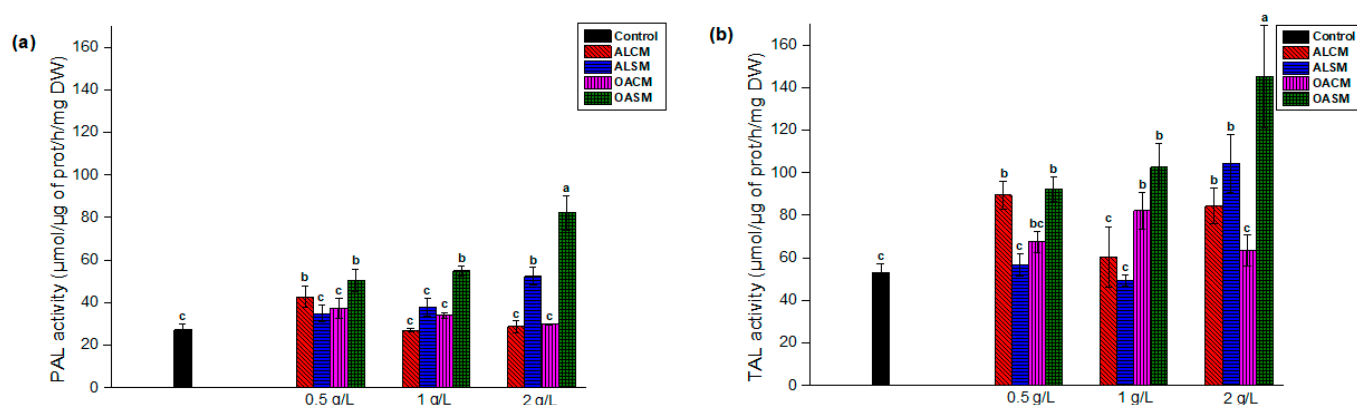 (a)
PAL activity (µmol/µg of prot/h/mg DW)
160
140
120
100
80
60
40
20
0
Control
ALCM
ALSM
OACM
OASM
c
b
c
c
b
c
c
c
b
c
b
c
a
0.5 g/L
1 g/L
2 g/L
(b)
TAL activity (µmol/µg of prot/h/mg DW)
160
140
120
100
80
60
40
20
0
Control
ALCM
ALSM
OACM
OASM
c
b
c
bc
b
c
c
b
b
b
b
c
a
0.5 g/L
1 g/L
2 g/L